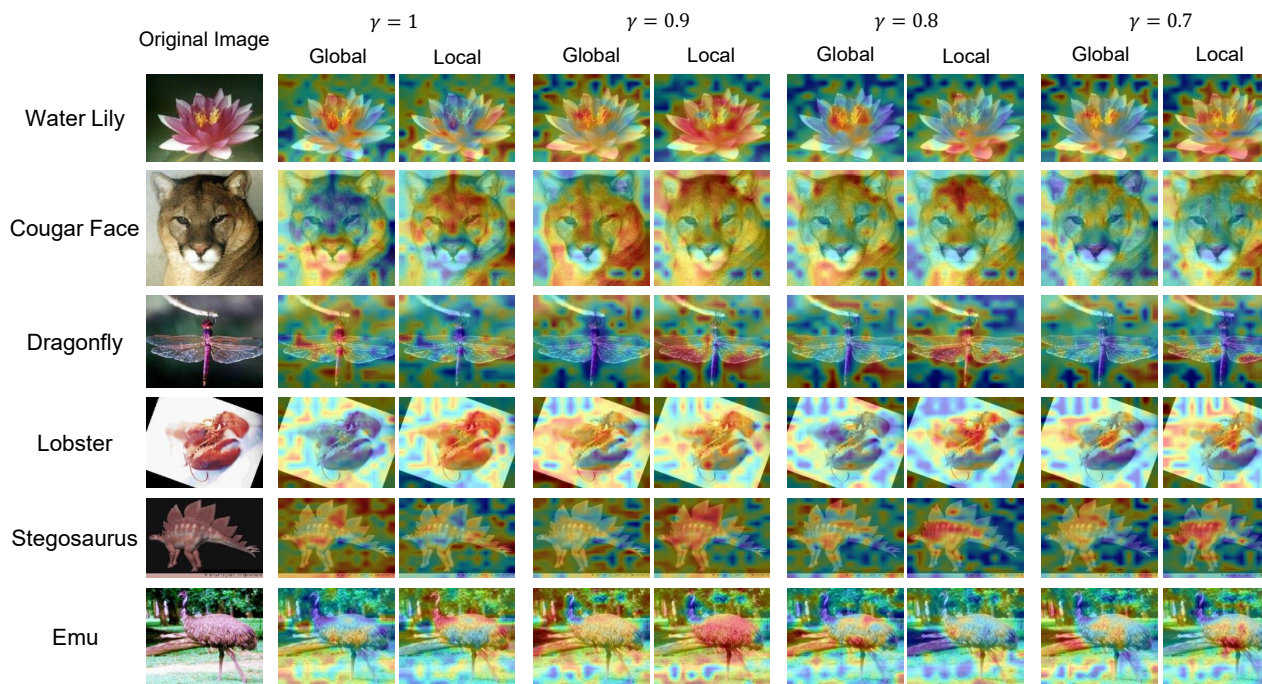 Original Image
γ = 1
γ = 0.9
γ = 0.8
γ = 0.7
Global Local Global Local Global Local Global Local
Water Lily
Cougar Face
Dragonfly
Lobster
Stegosaurus
Emu